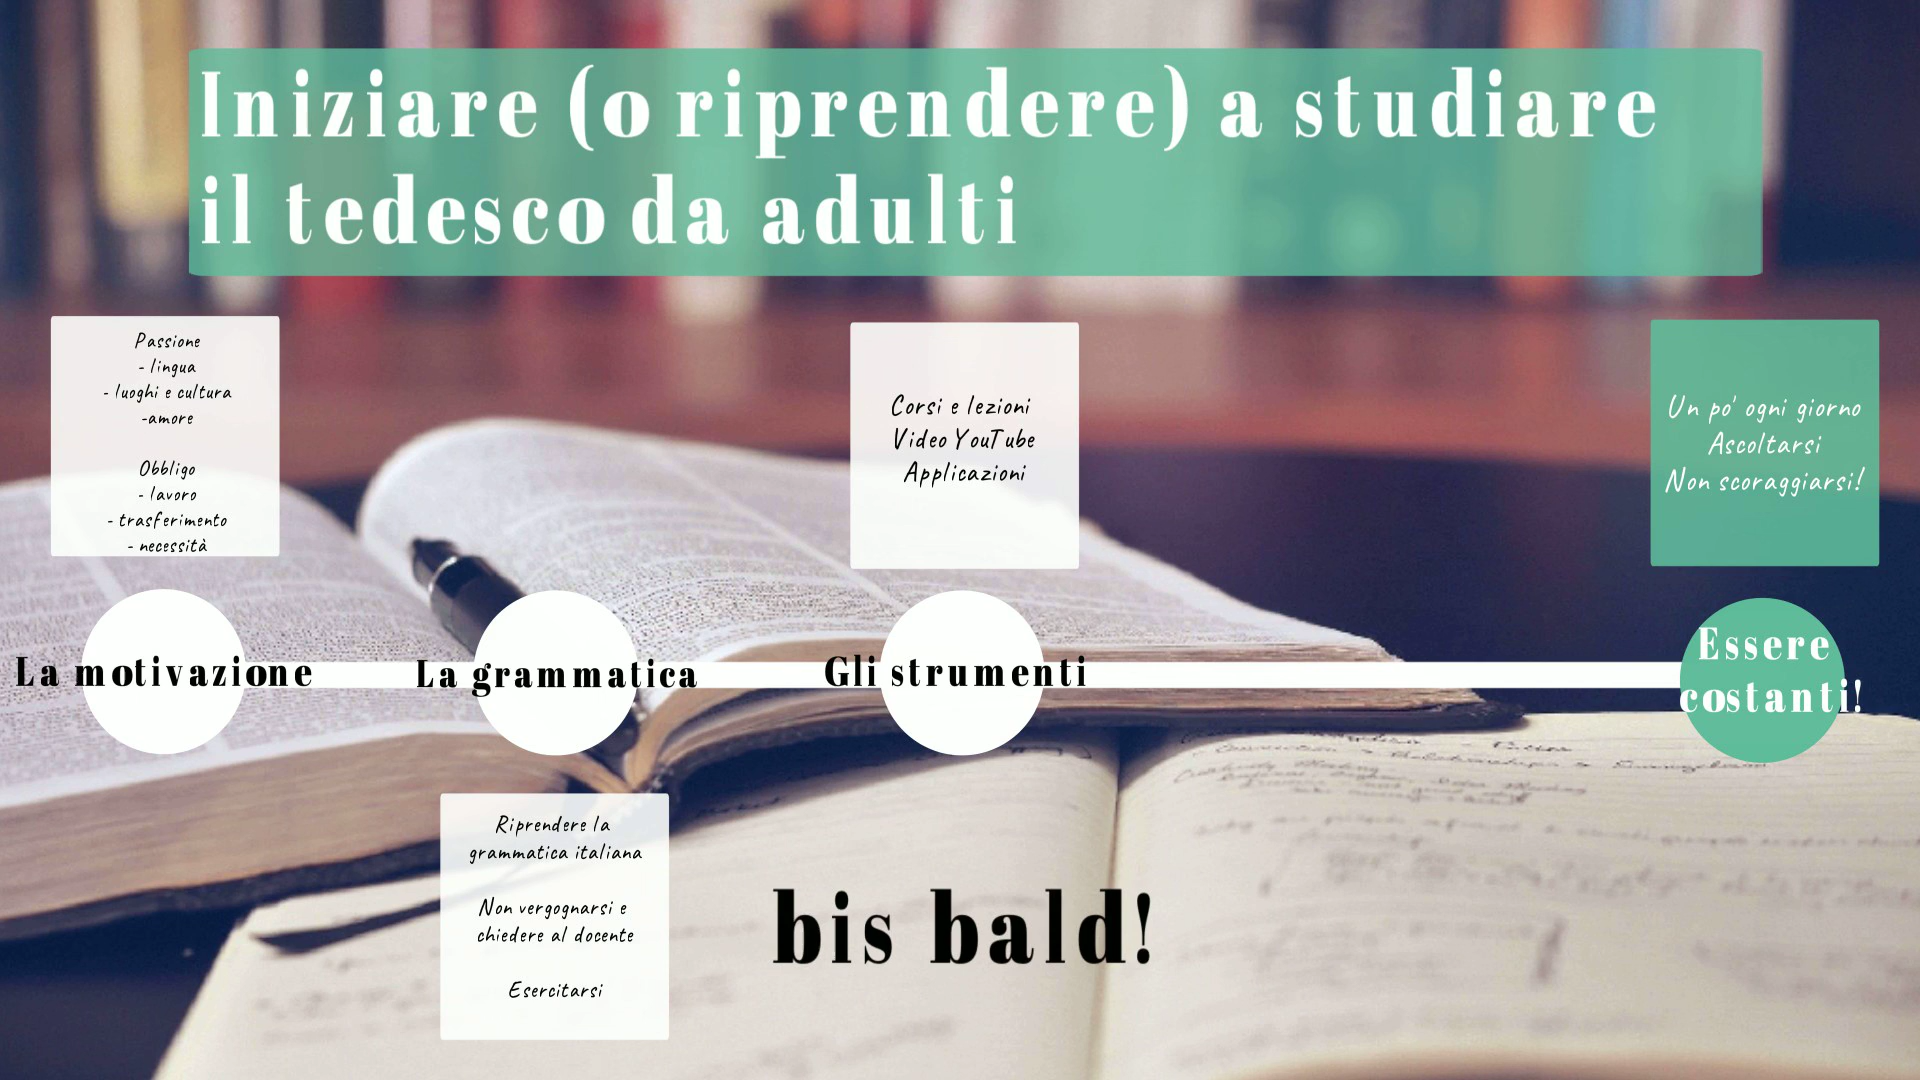 Iniziare (o riprendere) a studiare
il tedesco da adulti
Passione
- lingua
- luoghi e cultura
-amore
Obbligo
- lavoro
- trasferimento
- necessità
La motivazione
La grammatica
Riprendere la
grammatica italiana
Non vergognarsi e
chiedere al docente
Esercitarsi
Corsi e lezioni
Video YouTube
Applicazioni
Gli strumenti
Un po' ogni giorno
Ascoltarsi
Non scoraggiarsi!
Essere
costanti!
bis bald!